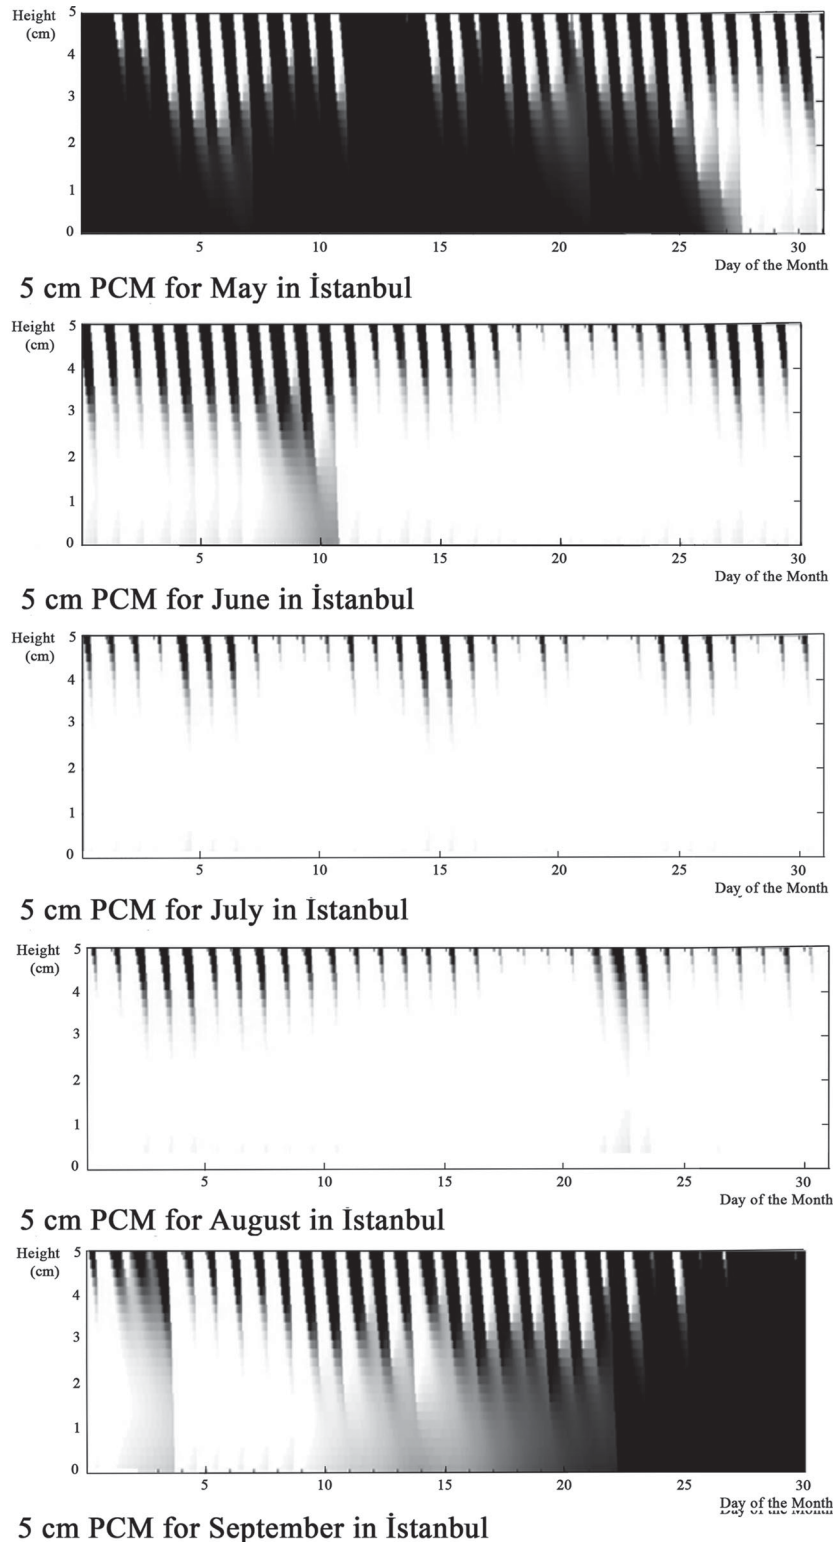 Height 5
(cm)
4
3
2
1
0
5 10 15 20 25 30
Day of the Month
5 cm PCM for May in İstanbul
Height 5
(cm)
4
3
2
1
0
5 10 15 20 25 30
Day of the Month
5 cm PCM for June in İstanbul
Height 5
(cm)
4
3
2
1
0
5 10 15 20 25 30
Day of the Month
5 cm PCM for July in İstanbul
Height 5
(cm)
4
3
2
1
0
5 10 15 20 25 30
Day of the Month
5 cm PCM for August in İstanbul
Height 5
(cm)
4
3
2
1
0
5 10 15 20 25 30
Day of the Month
Day of the Month
5 cm PCM for September in İstanbul